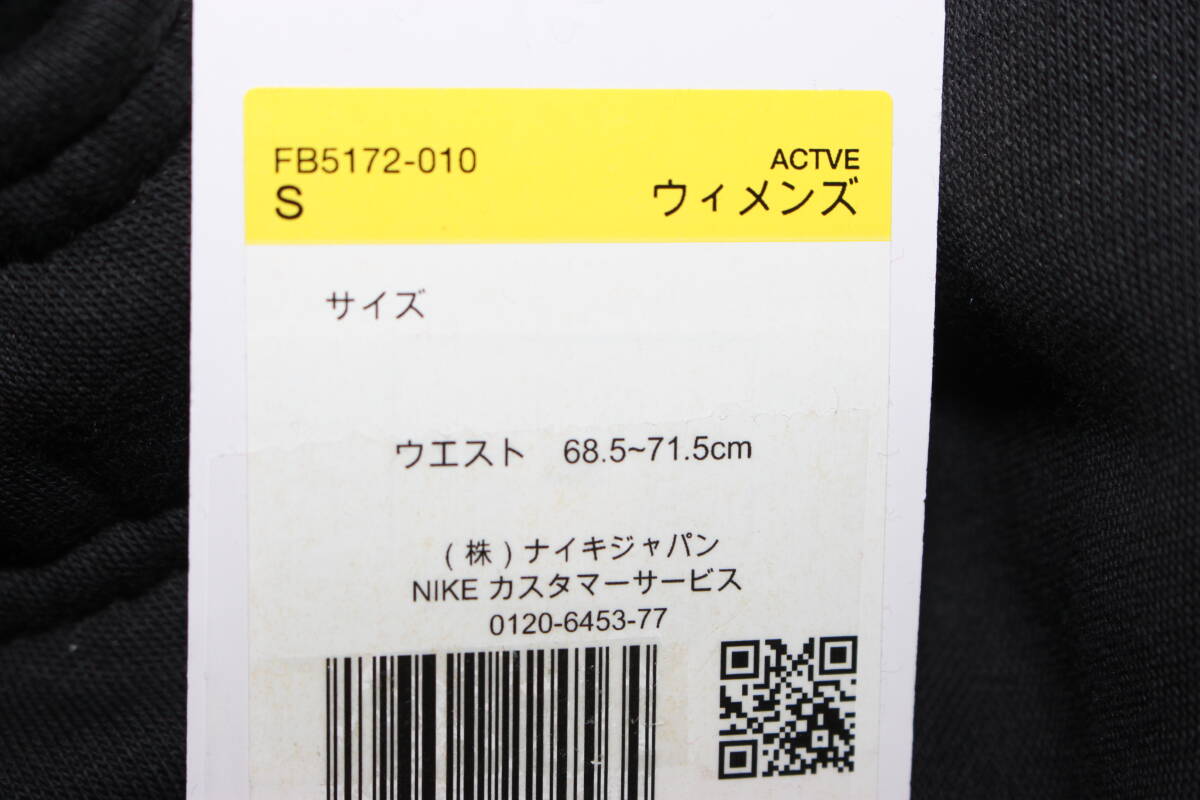 FB5172-010 ACTVE
S ウィメンズ
サイズ
ウエスト 68.5~71.5cm
(株)ナイキジャパン
NIKE カスタマーサービス
0120-6453-77